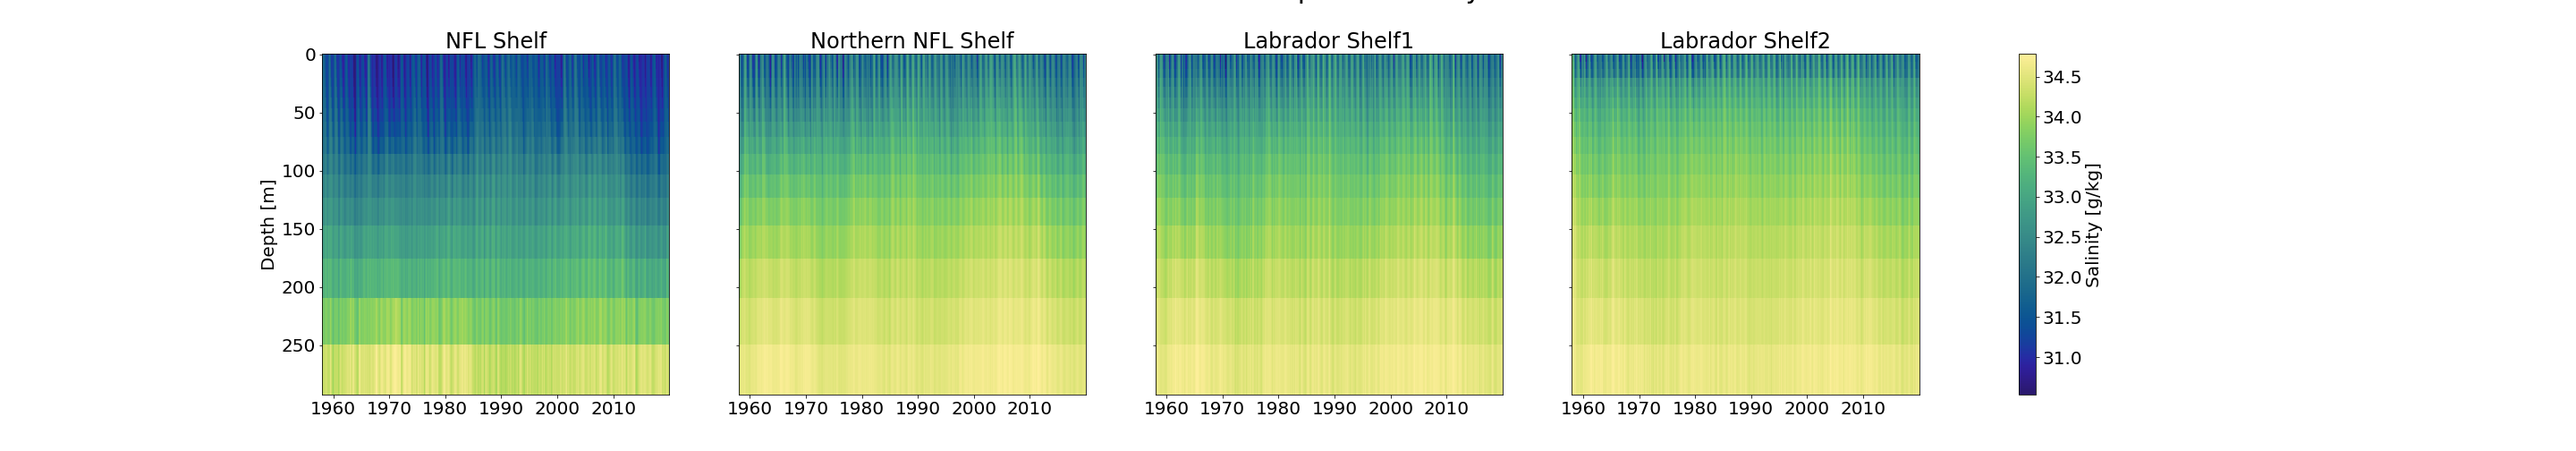 NFL Shelf
Northern NFL Shelf
Labrador Shelf1
Labrador Shelf2
0
50
100
150
200
250
Depth [m]
1960 1970 1980 1990 2000 2010
1960 1970 1980 1990 2000 2010
1960 1970 1980 1990 2000 2010
1960 1970 1980 1990 2000 2010
34.5
34.0
33.5
33.0
32.5
32.0
31.5
31.0
Salinity [g/kg]